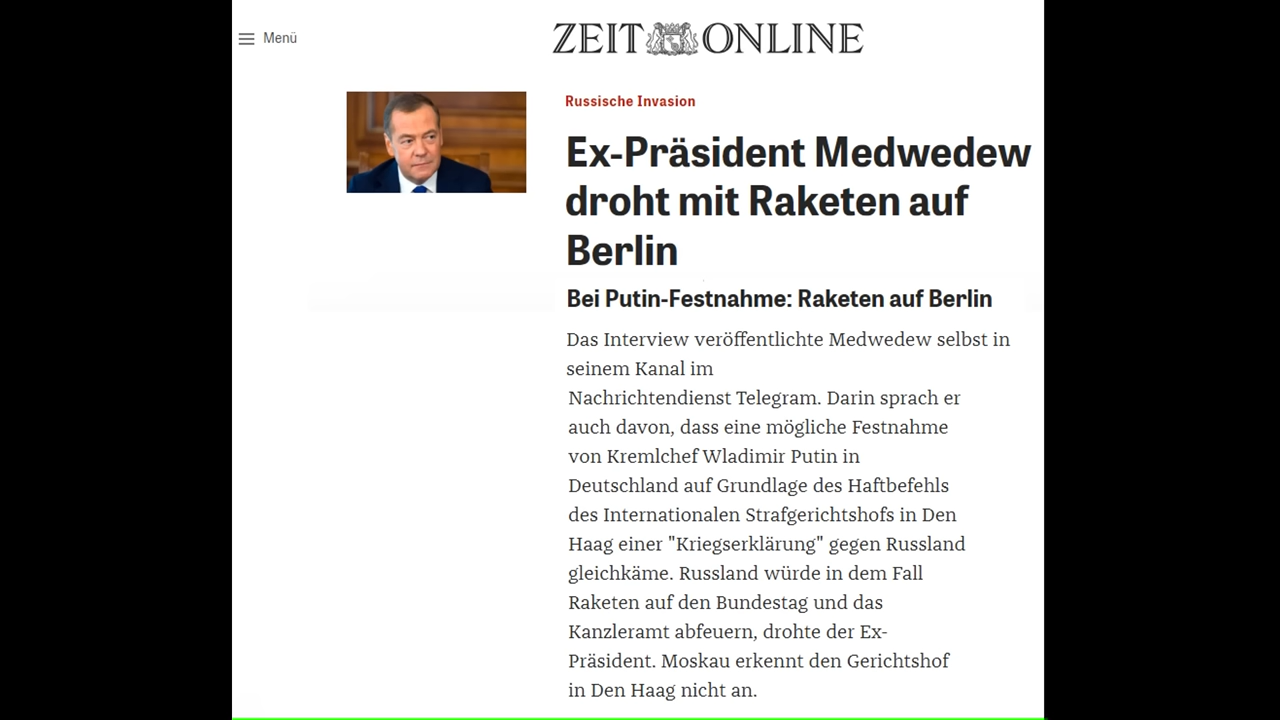 Menü
ZEIT ONLINE
Russische Invasion
Ex-Präsident Medwedew
droht mit Raketen auf
Berlin
Bei Putin-Festnahme: Raketen auf Berlin
Das Interview veröffentlichte Medwedew selbst in
seinem Kanal im
Nachrichtendienst Telegram. Darin sprach er
auch davon, dass eine mögliche Festnahme
von Kremlchef Wladimir Putin in
Deutschland auf Grundlage des Haftbefehls
des Internationalen Strafgerichtshofs in Den
Haag einer "Kriegserklärung" gegen Russland
gleichkäme. Russland würde in dem Fall
Raketen auf den Bundestag und das
Kanzleramt abfeuern, drohte der Ex-
Präsident. Moskau erkennt den Gerichtshof
in Den Haag nicht an.